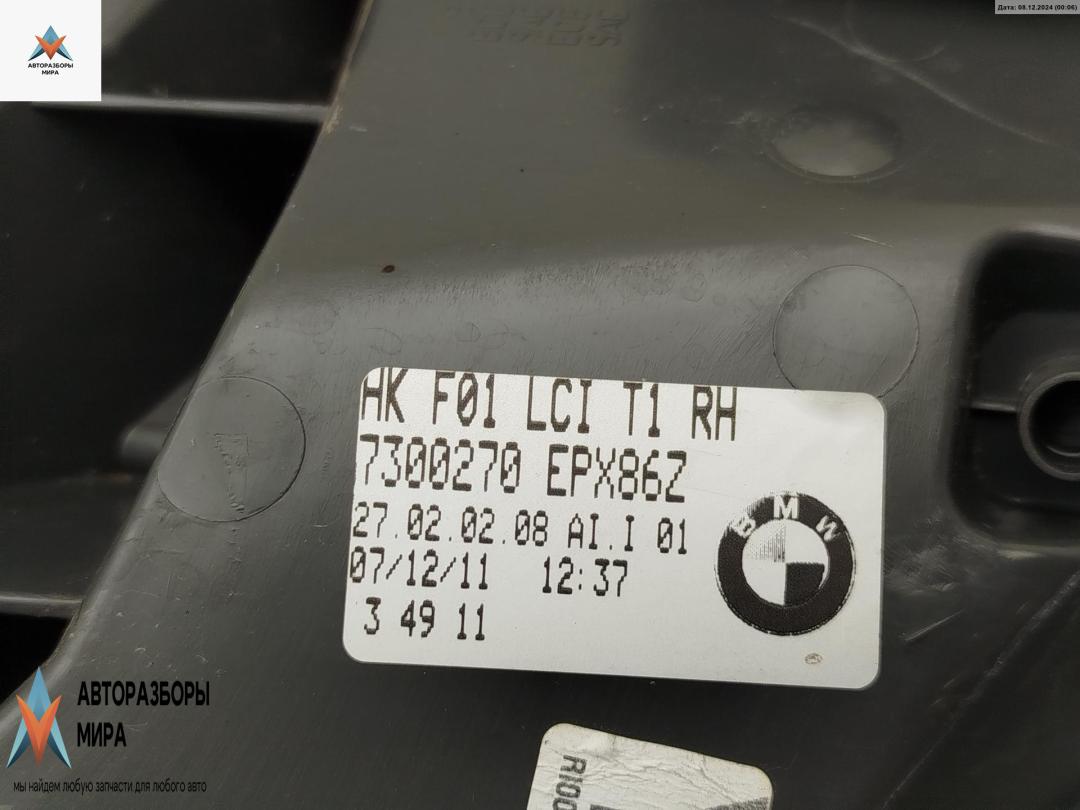 Дата: 08.12.2024 (00:06)
АВТОРАЗБОРЫ
МИРА
HK F01 LCI T1 RH
7300270 EPX86Z
27.02.02.08 AI.I 01
07/12/11 12:37
3 49 11
BMW
АВТОРАЗБОРЫ
МИРА
мы найдем любую запчасти для любого авто